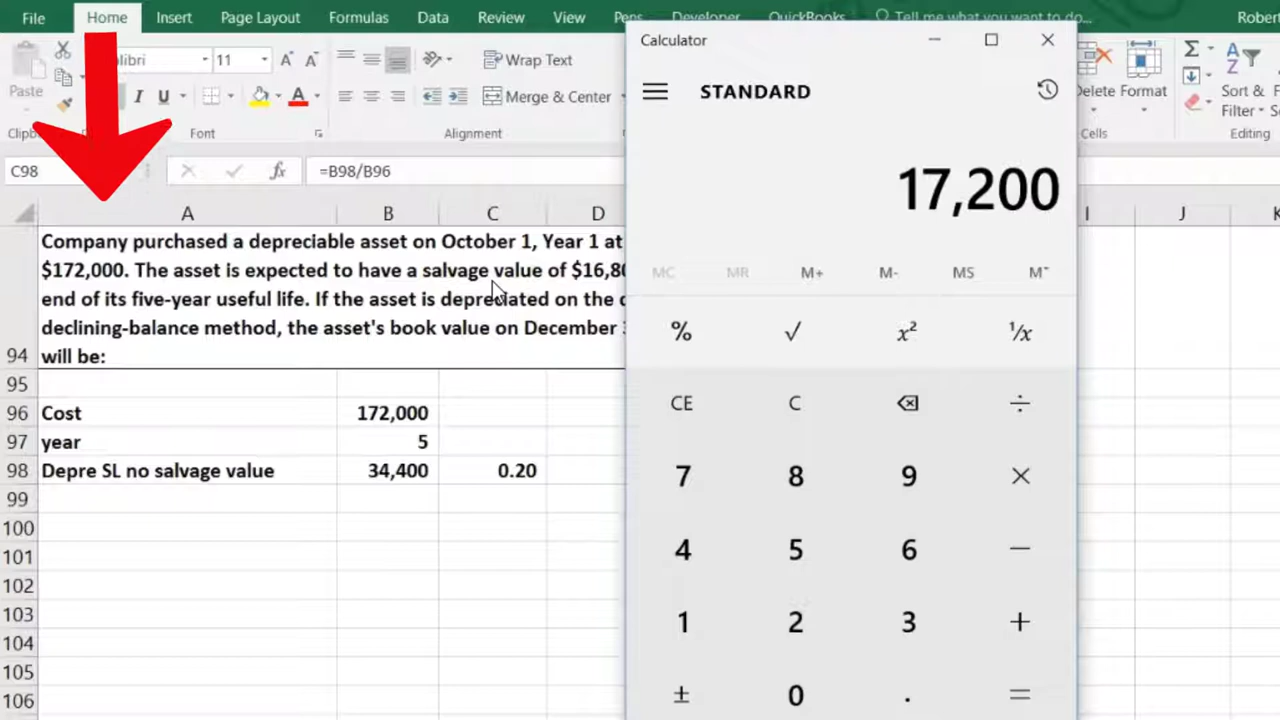 File Home Insert Page Layout Formulas Data Review View Developer QuickBooks Tell me what you want to do... Robert
Calculator
Calibri 11 Wrap Text
Paste B I U A Merge & Center Delete Format Sort &
Filter
Font Alignment Cells Editing
STANDARD
17,200
C98 fx =B98/B96
A B C D I J K
MC MR M+ M- MS M˅
94 Company purchased a depreciable asset on October 1, Year 1 at
$172,000. The asset is expected to have a salvage value of $16,80
end of its five-year useful life. If the asset is depreciated on the
declining-balance method, the asset's book value on December
will be:
95
96 Cost 172,000
97 year 5
98 Depre SL no salvage value 34,400 0.20
99
100
101
102
103
104
105
106
% √ x² ¹/x
CE C ⌫ ÷
7 8 9 ×
4 5 6 −
1 2 3 +
± 0 . =